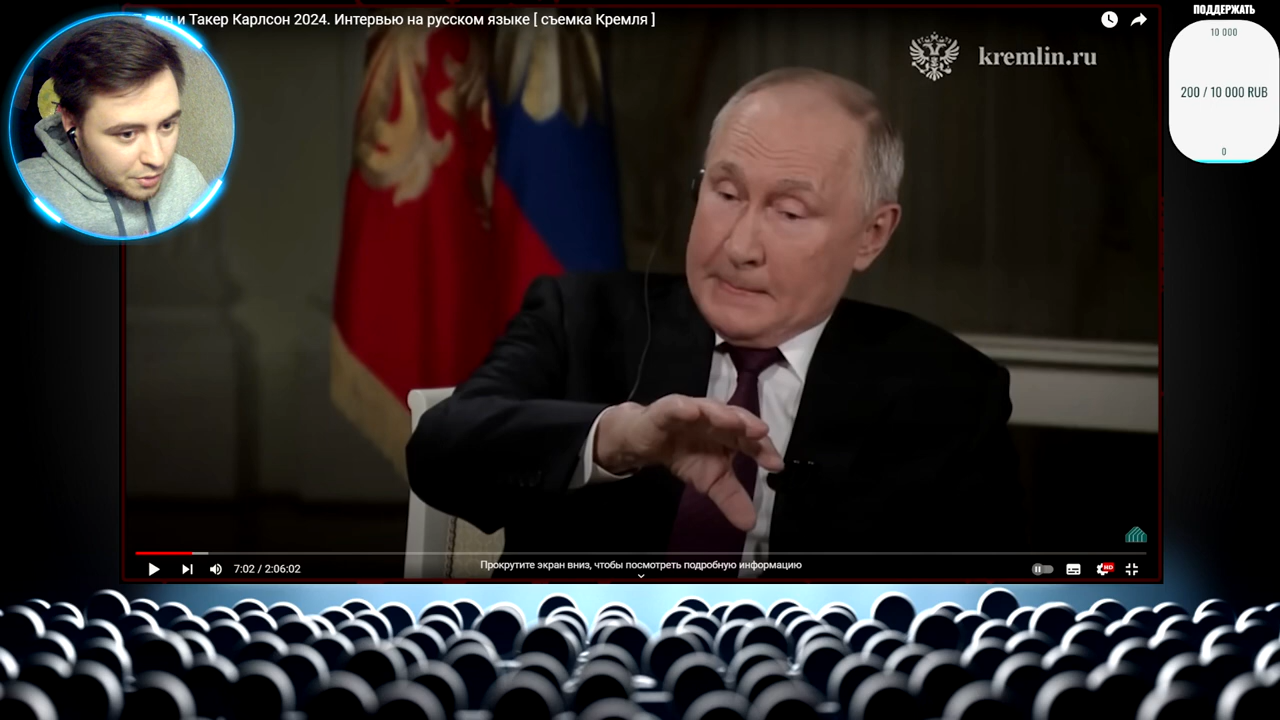 и Такер Карлсон 2024. Интервью на русском языке [ съемка Кремля ]
ПОДДЕРЖАТЬ
10 000
200 / 10 000 RUB
0
kremlin.ru
Прокрутите экран вниз, чтобы посмотреть подробную информацию
7:02 / 2:06:02
HD